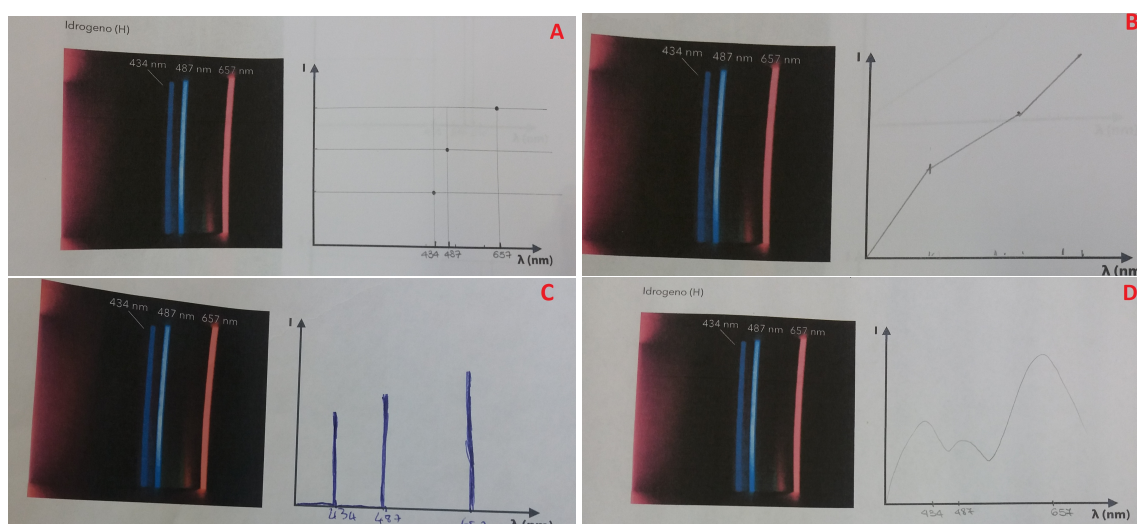 Idrogeno (H)
A
434 nm
487 nm
657 nm
I
434
487
657
λ (nm)
B
434 nm
487 nm
657 nm
I
λ (nm)
C
434 nm
487 nm
657 nm
I
434
487
λ (nm)
Idrogeno (H)
D
434 nm
487 nm
657 nm
I
434
487
657
λ (nm)